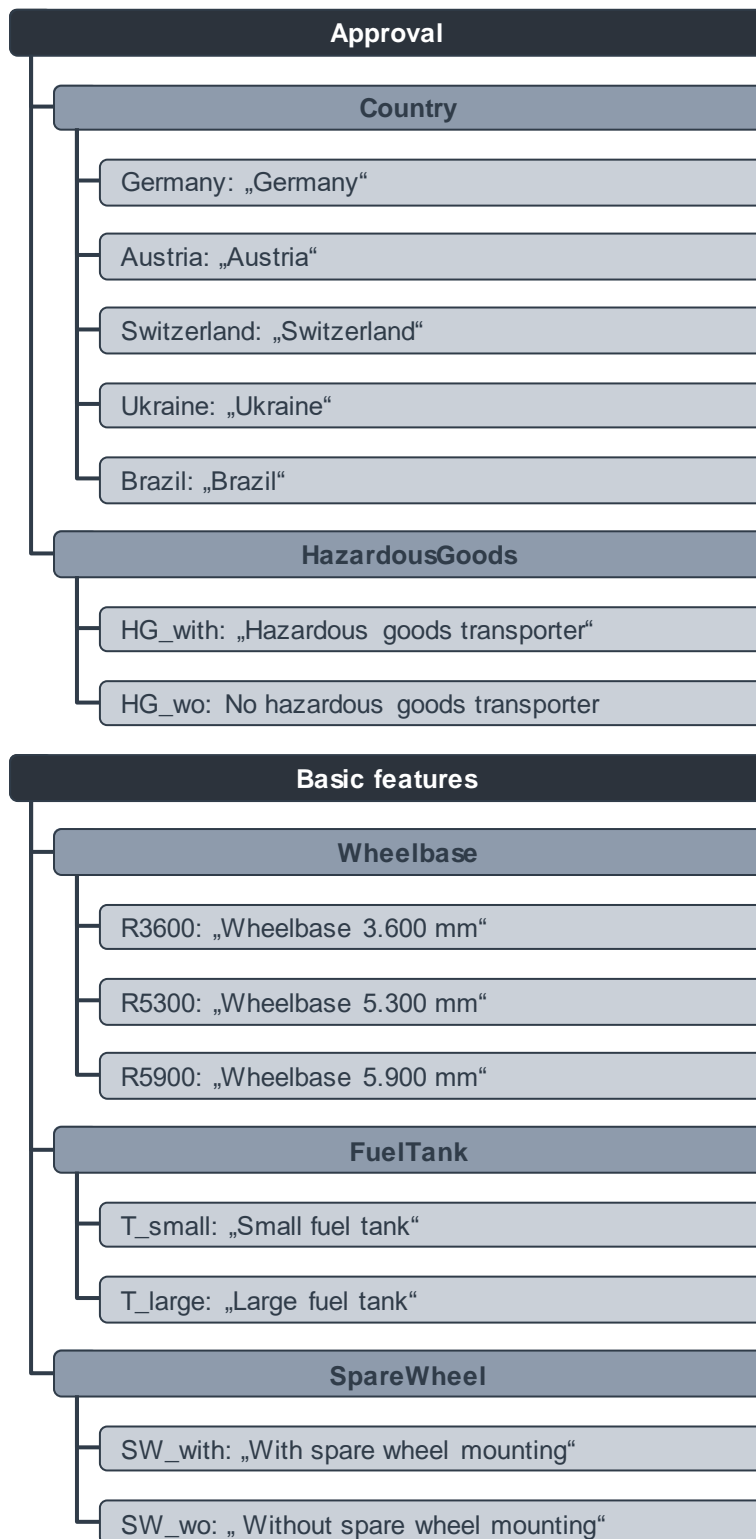 Approval
Country
Germany: „Germany“
Austria: „Austria“
Switzerland: „Switzerland“
Ukraine: „Ukraine“
Brazil: „Brazil“
HazardousGoods
HG_with: „Hazardous goods transporter“
HG_wo: No hazardous goods transporter
Basic features
Wheelbase
R3600: „Wheelbase 3.600 mm“
R5300: „Wheelbase 5.300 mm“
R5900: „Wheelbase 5.900 mm“
FuelTank
T_small: „Small fuel tank“
T_large: „Large fuel tank“
SpareWheel
SW_with: „With spare wheel mounting“
SW_wo: „ Without spare wheel mounting“